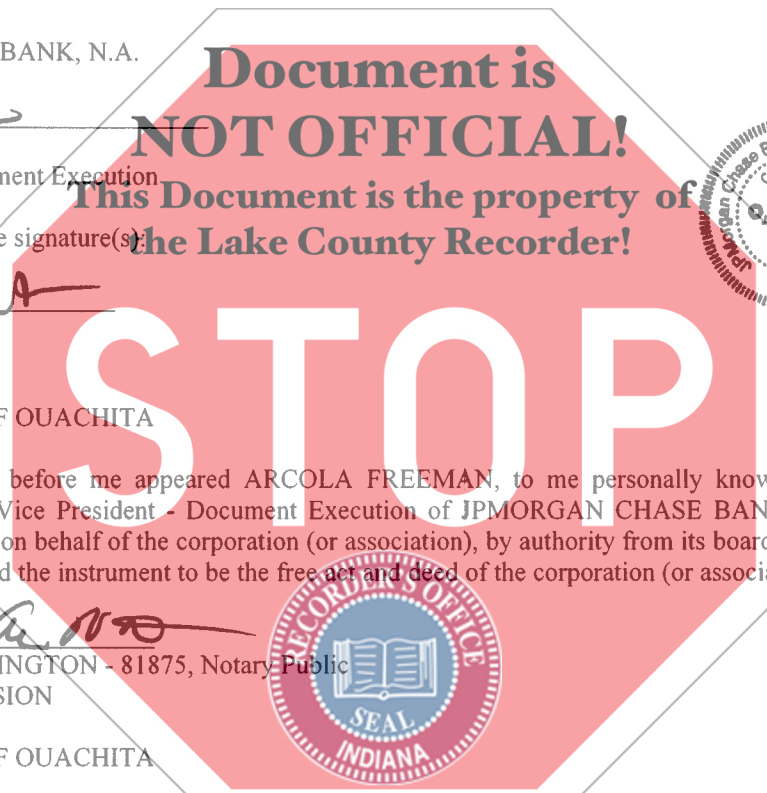 BANK, N.A.
Document is
NOT OFFICIAL!
ment Execution
This Document is the property of
e signature(s):
the Lake County Recorder!
JPMorgan Chase
STOP
F OUACHITA
before me appeared ARCOLA FREEMAN, to me personally know
Vice President - Document Execution of JPMORGAN CHASE BAN
on behalf of the corporation (or association), by authority from its board
d the instrument to be the free act and deed of the corporation (or associa
INGTON - 81875, Notary Public
SION
RECORDER'S OFFICE
SEAL
INDIANA
F OUACHITA